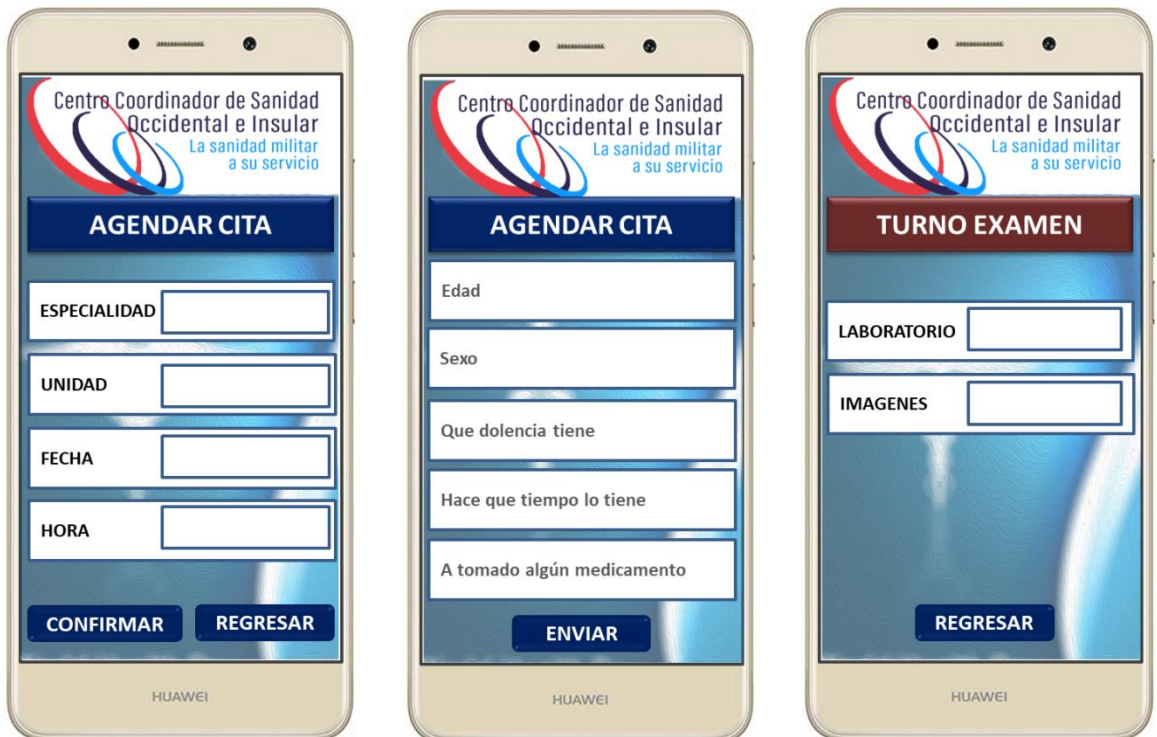 Centro Coordinador de Sanidad
Occidental e Insular
La sanidad militar
a su servicio
AGENDAR CITA
ESPECIALIDAD
UNIDAD
FECHA
HORA
CONFIRMAR
REGRESAR
HUAWEI
Centro Coordinador de Sanidad
Occidental e Insular
La sanidad militar
a su servicio
AGENDAR CITA
Edad
Sexo
Que dolencia tiene
Hace que tiempo lo tiene
A tomado algún medicamento
ENVIAR
HUAWEI
Centro Coordinador de Sanidad
Occidental e Insular
La sanidad militar
a su servicio
TURNO EXAMEN
LABORATORIO
IMAGENES
REGRESAR
HUAWEI